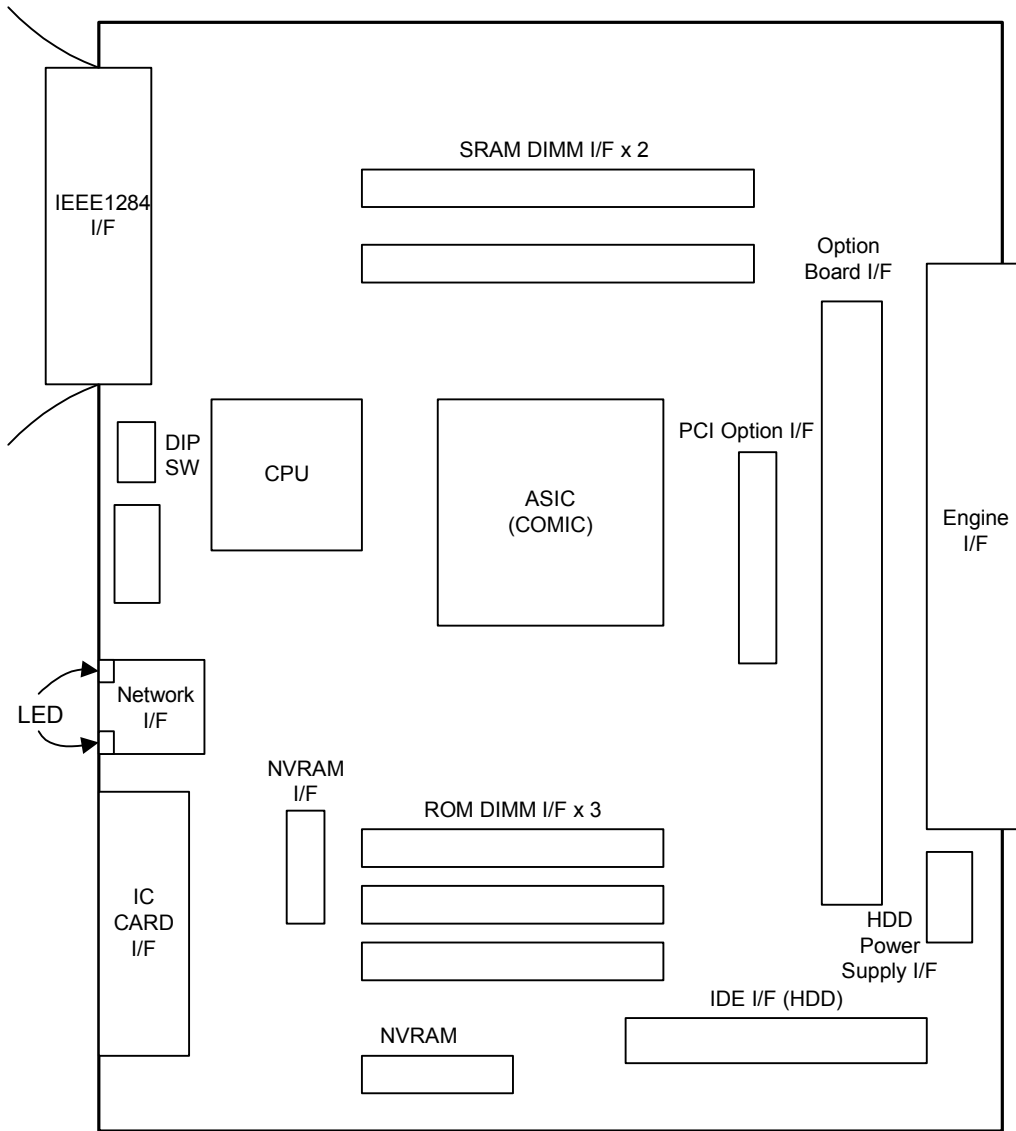 SRAM DIMM I/F x 2
IEEE1284
I/F
Option
Board I/F
DIP
SW
CPU
ASIC
(COMIC)
PCI Option I/F
Engine
I/F
LED
Network
I/F
NVRAM
I/F
ROM DIMM I/F x 3
IC
CARD
I/F
HDD
Power
Supply I/F
IDE I/F (HDD)
NVRAM